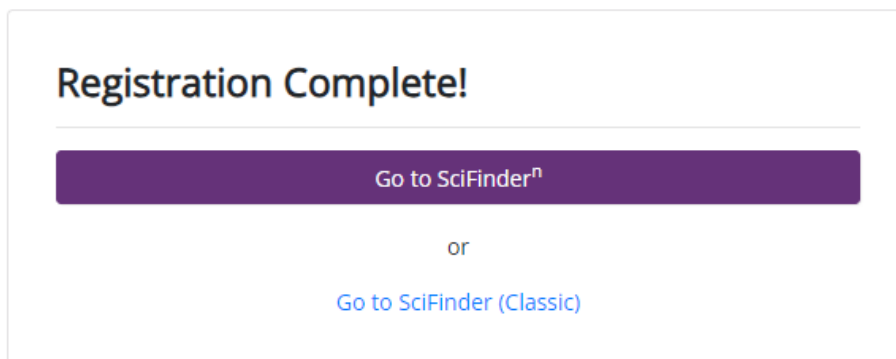 Registration Complete!
Go to SciFinderⁿ
or
Go to SciFinder (Classic)